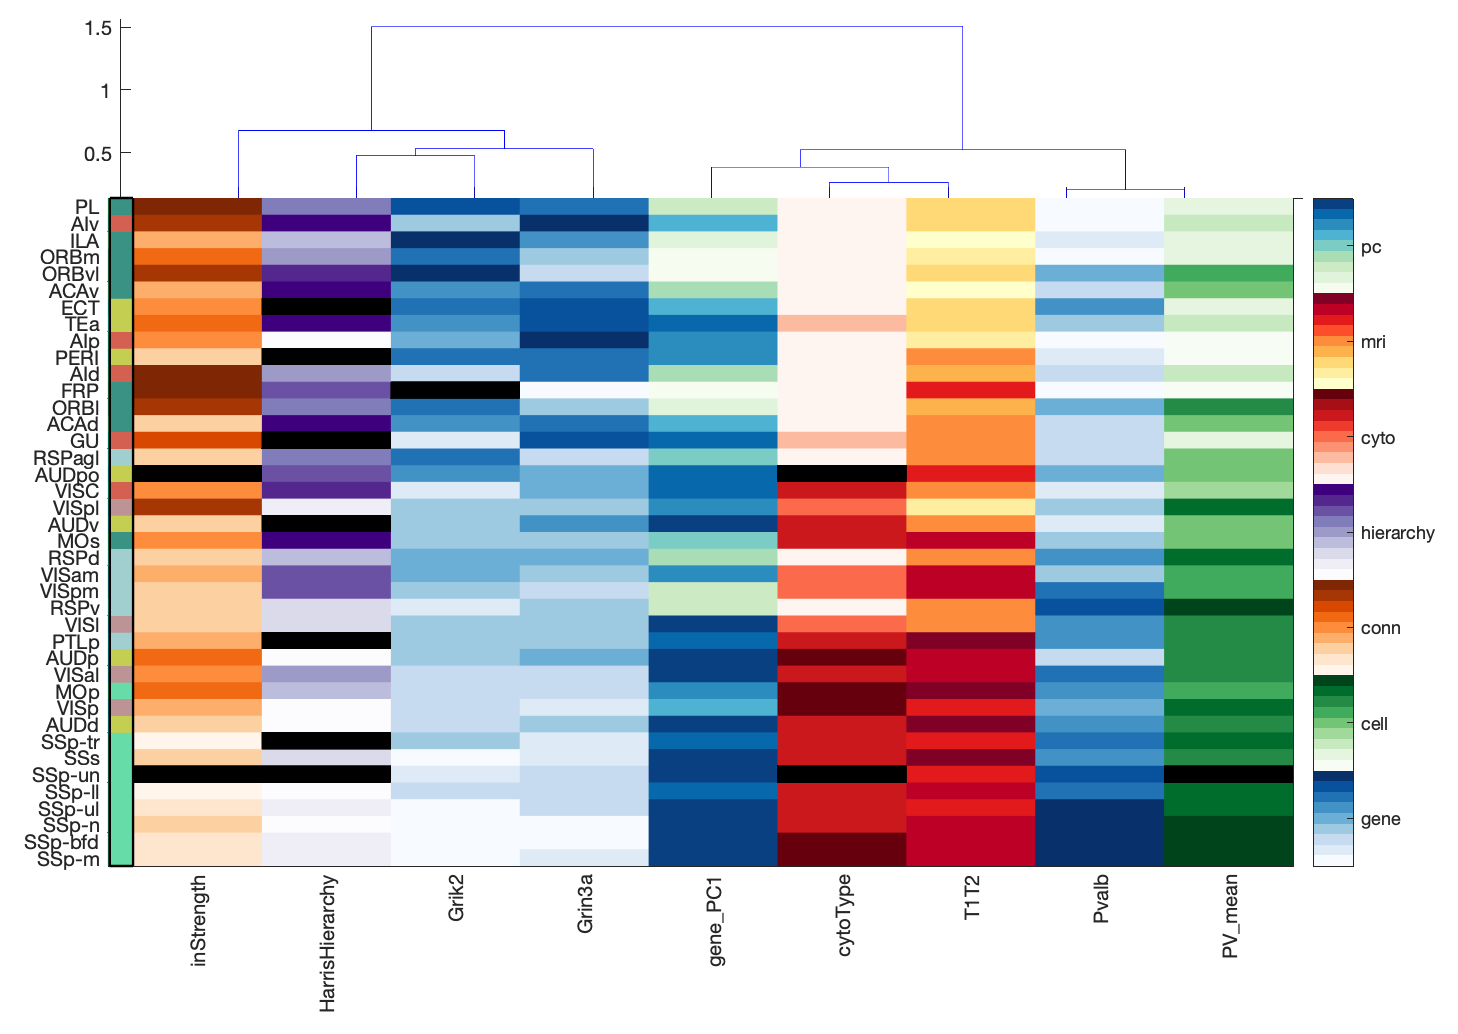 1.5
1
0.5
PL
AIv
ILA
ORBm
ORBvl
ACAv
ECT
TEa
AIp
PERI
AId
FRP
ORBl
ACAd
GU
RSPagl
AUDpo
VISC
VISpl
AUDv
MOs
RSPd
VISam
VISpm
RSPv
VISl
PTLp
AUDp
VISal
MOp
VISp
AUDd
SSp-tr
SSs
SSp-un
SSp-ll
SSp-ul
SSp-n
SSp-bfd
SSp-m
inStrength
HarrisHierarchy
Grik2
Grin3a
gene_PC1
cytoType
T1T2
Pvalb
PV_mean
pc
mri
cyto
hierarchy
conn
cell
gene